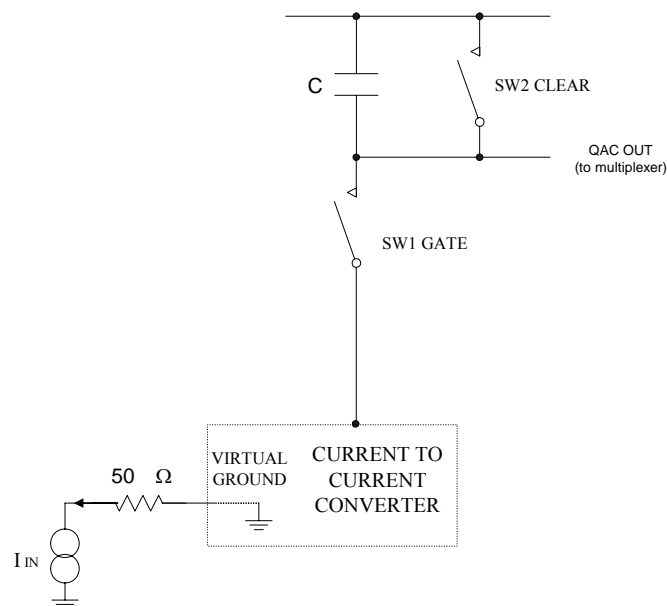 C
SW2 CLEAR
QAC OUT
(to multiplexer)
SW1 GATE
VIRTUAL
GROUND
CURRENT TO
CURRENT
CONVERTER
50 Ω
I IN